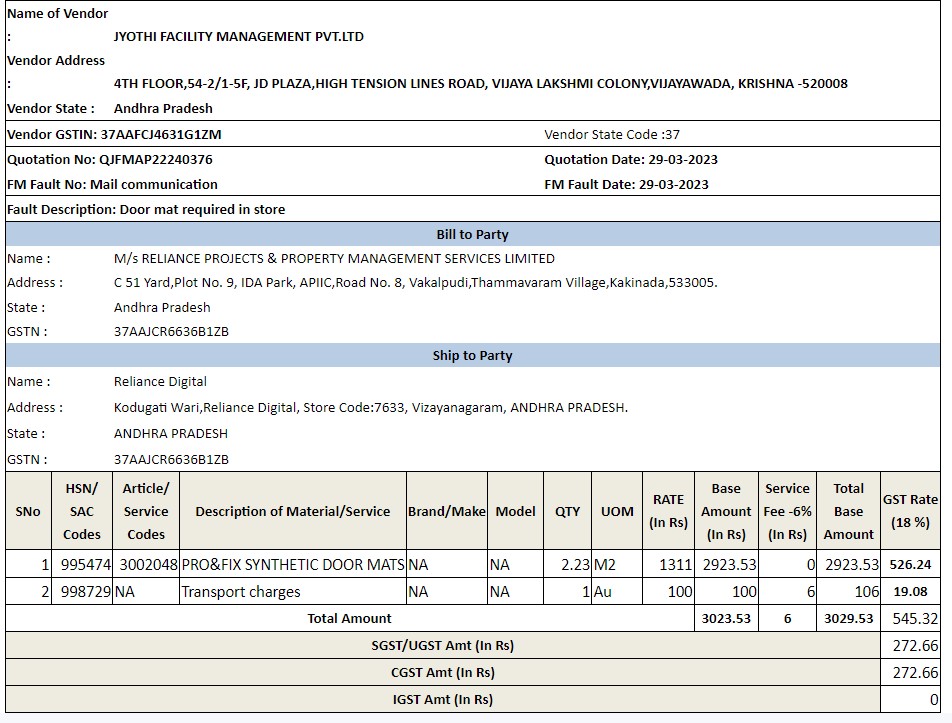 Name of Vendor
: JYOTHI FACILITY MANAGEMENT PVT.LTD
Vendor Address
: 4TH FLOOR,54-2/1-5F, JD PLAZA,HIGH TENSION LINES ROAD, VIJAYA LAKSHMI COLONY,VIJAYAWADA, KRISHNA -520008
Vendor State : Andhra Pradesh
Vendor GSTIN: 37AAFCJ4631G1ZM Vendor State Code :37
Quotation No: QJFMAP22240376 Quotation Date: 29-03-2023
FM Fault No: Mail communication FM Fault Date: 29-03-2023
Fault Description: Door mat required in store
Bill to Party
Name : M/s RELIANCE PROJECTS & PROPERTY MANAGEMENT SERVICES LIMITED
Address : C 51 Yard,Plot No. 9, IDA Park, APIIC,Road No. 8, Vakalpudi,Thammavaram Village,Kakinada,533005.
State : Andhra Pradesh
GSTN : 37AAJCR6636B1ZB
Ship to Party
Name : Reliance Digital
Address : Kodugati Wari,Reliance Digital, Store Code:7633, Vizayanagaram, ANDHRA PRADESH.
State : ANDHRA PRADESH
GSTN : 37AAJCR6636B1ZB
SNo HSN/ SAC Codes Article/ Service Codes Description of Material/Service Brand/Make Model QTY UOM RATE (In Rs) Base Amount (In Rs) Service Fee -6% (In Rs) Total Base Amount GST Rate (18 %)
1 995474 3002048 PRO&FIX SYNTHETIC DOOR MATS NA NA 2.23 M2 1311 2923.53 0 2923.53 526.24
2 998729 NA Transport charges NA NA 1 Au 100 100 6 106 19.08
Total Amount 3023.53 6 3029.53 545.32
SGST/UGST Amt (In Rs) 272.66
CGST Amt (In Rs) 272.66
IGST Amt (In Rs) 0